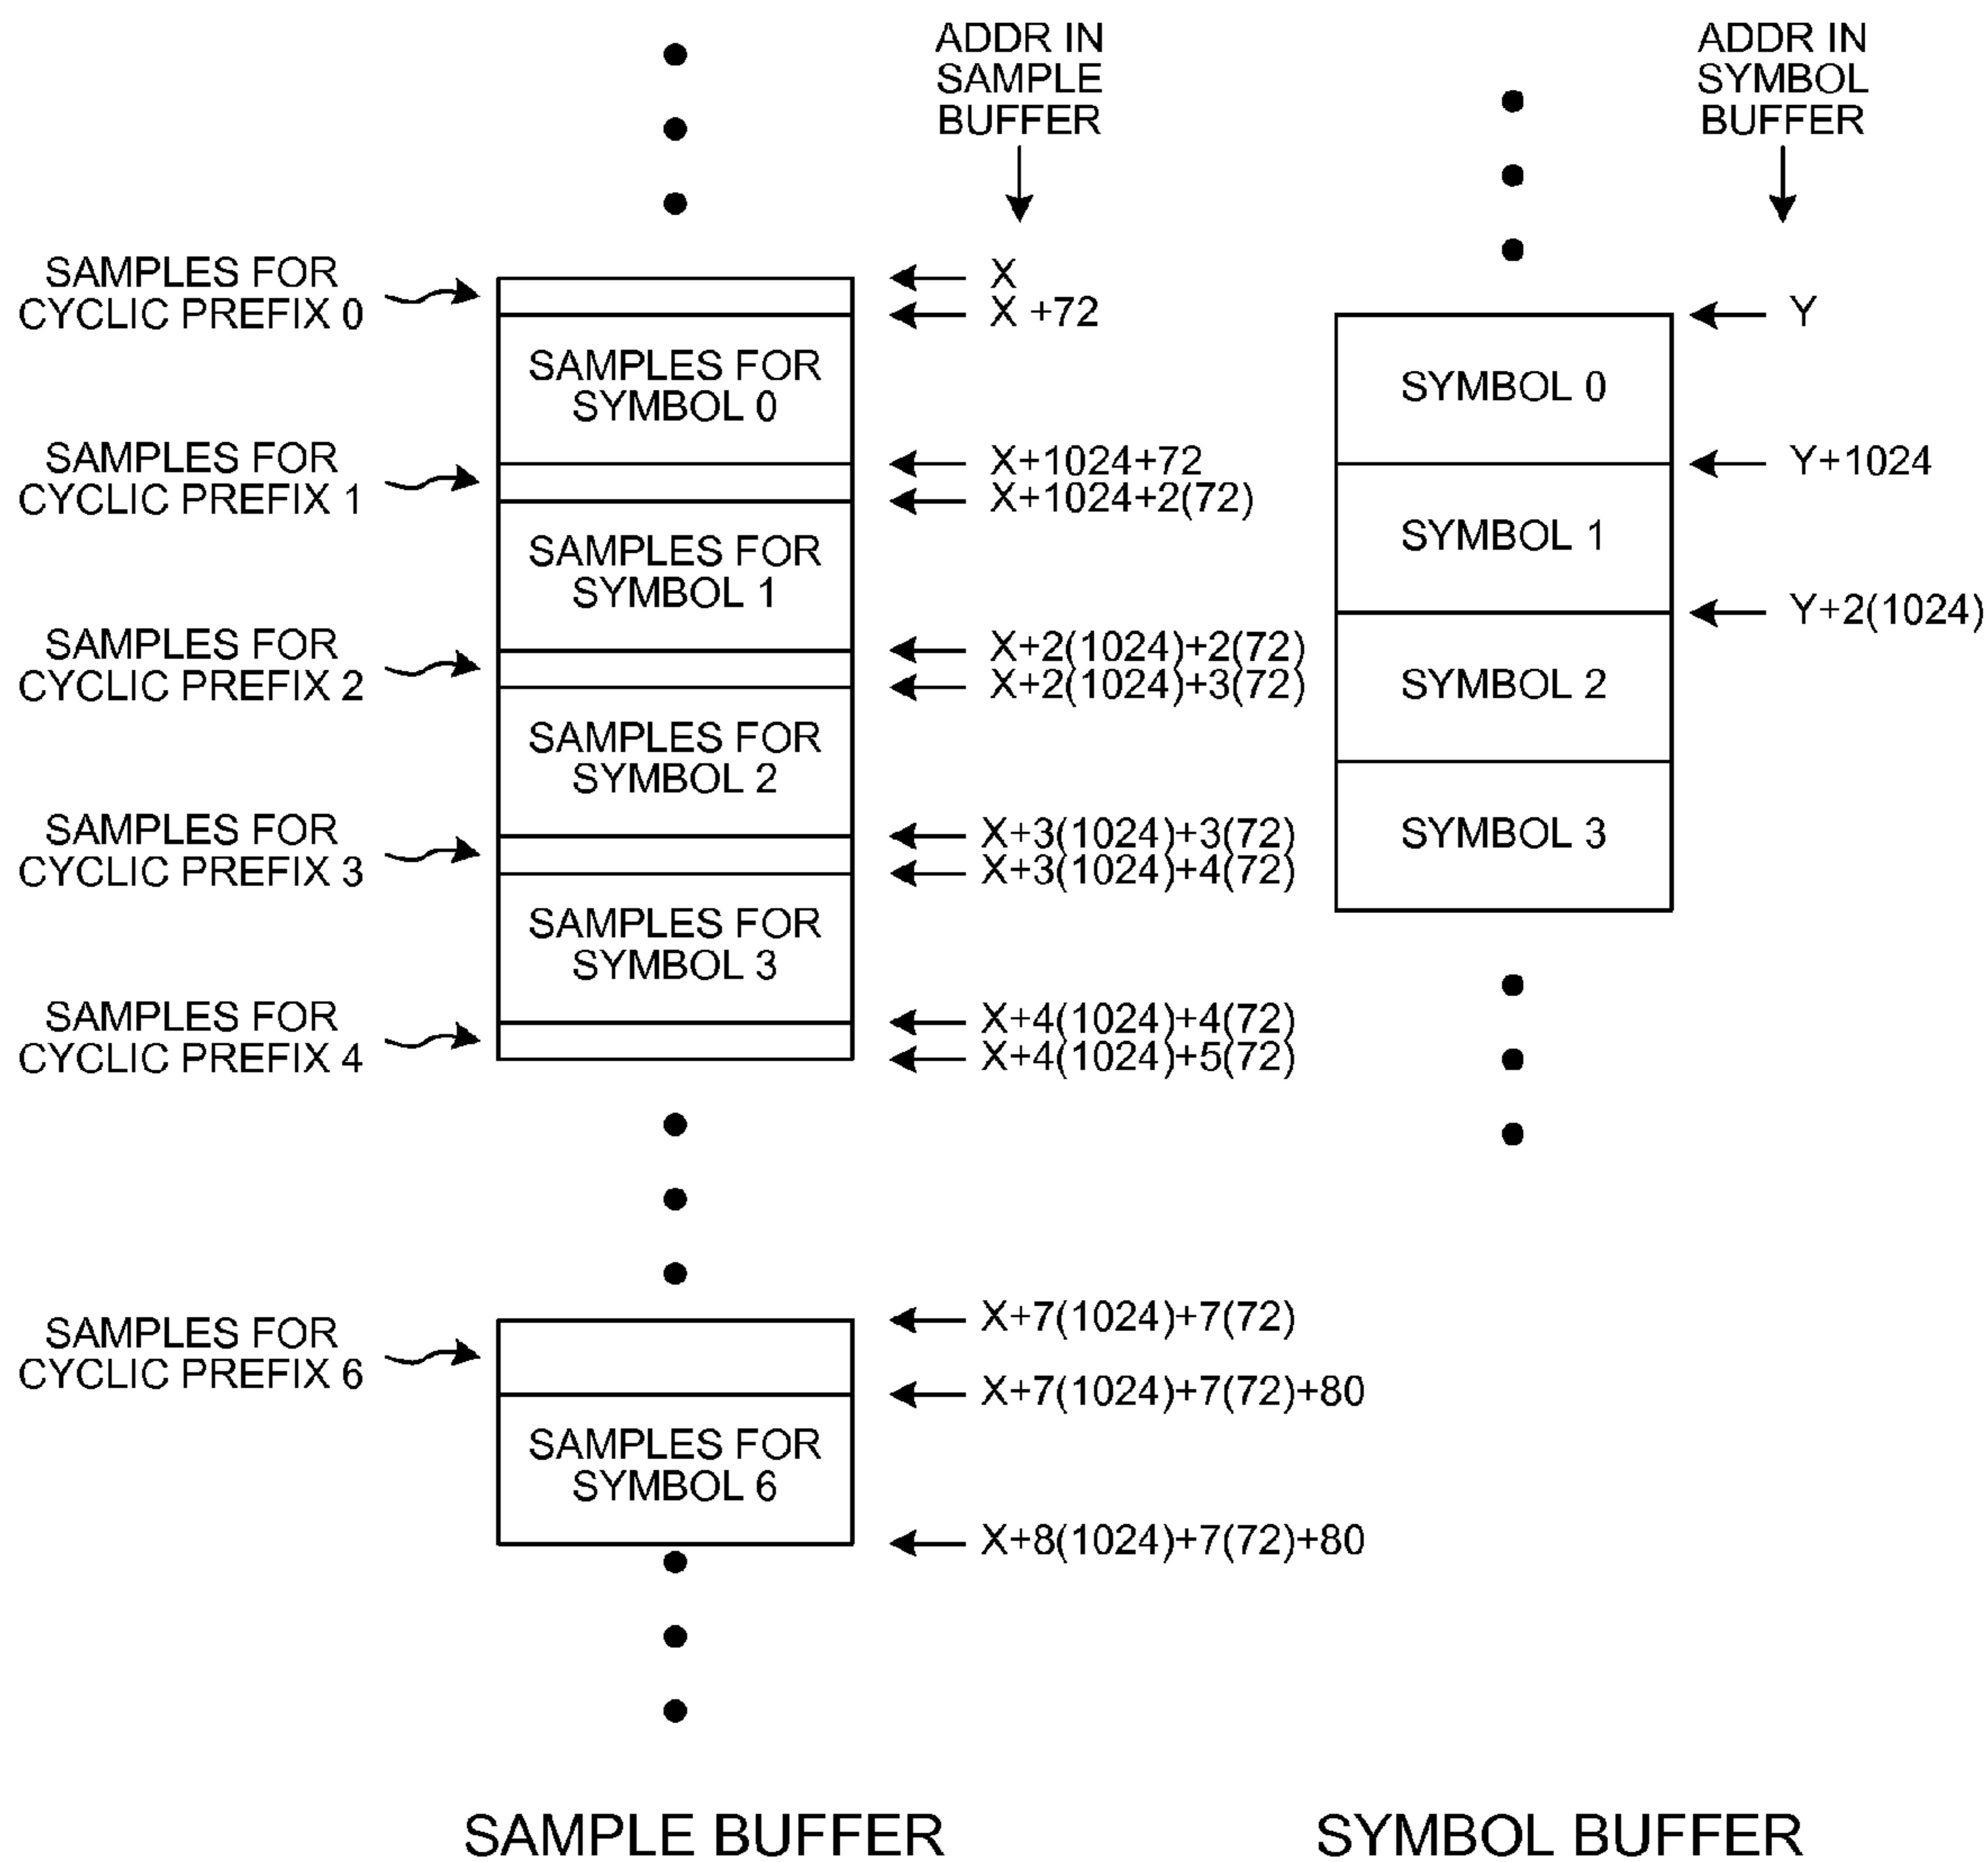 ADDR IN
SAMPLE
BUFFER
ADDR IN
SYMBOL
BUFFER
SAMPLES FOR
CYCLIC PREFIX 0
X
X +72
SAMPLES FOR
SYMBOL 0
SAMPLES FOR
CYCLIC PREFIX 1
X+1024+72
X+1024+2(72)
SAMPLES FOR
SYMBOL 1
SAMPLES FOR
CYCLIC PREFIX 2
X+2(1024)+2(72)
X+2(1024)+3(72)
SAMPLES FOR
SYMBOL 2
SAMPLES FOR
CYCLIC PREFIX 3
X+3(1024)+3(72)
X+3(1024)+4(72)
SAMPLES FOR
SYMBOL 3
SAMPLES FOR
CYCLIC PREFIX 4
X+4(1024)+4(72)
X+4(1024)+5(72)
SAMPLES FOR
CYCLIC PREFIX 6
X+7(1024)+7(72)
X+7(1024)+7(72)+80
SAMPLES FOR
SYMBOL 6
X+8(1024)+7(72)+80
Y
SYMBOL 0
Y+1024
SYMBOL 1
Y+2(1024)
SYMBOL 2
SYMBOL 3
SAMPLE BUFFER
SYMBOL BUFFER